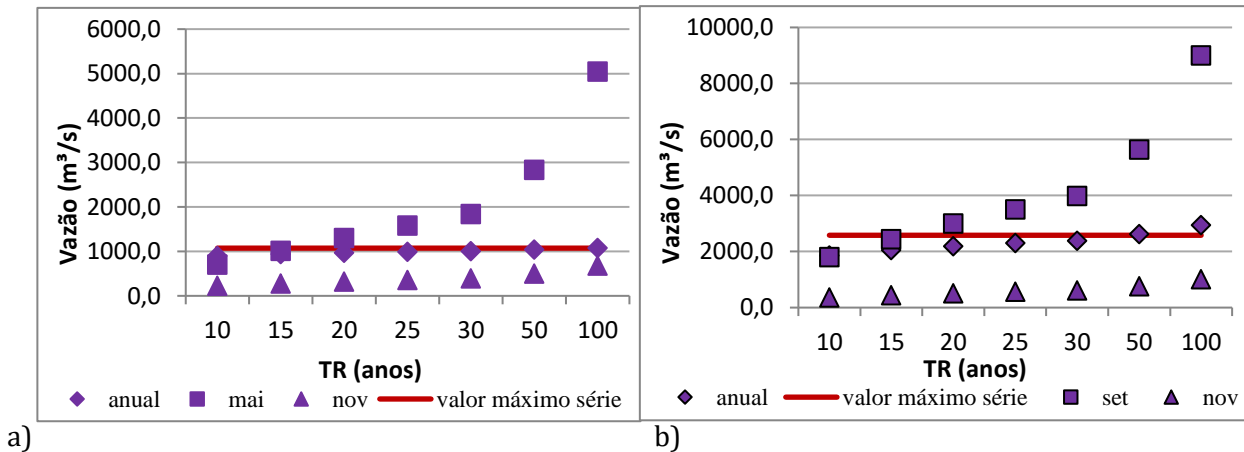 6000,0
5000,0
4000,0
3000,0
2000,0
1000,0
0,0
Vazão (m³/s)
10 15 20 25 30 50 100
TR (anos)
anual mai nov valor máximo série
a)
10000,0
8000,0
6000,0
4000,0
2000,0
0,0
Vazão (m³/s)
10 15 20 25 30 50 100
TR (anos)
anual valor máximo série set nov
b)